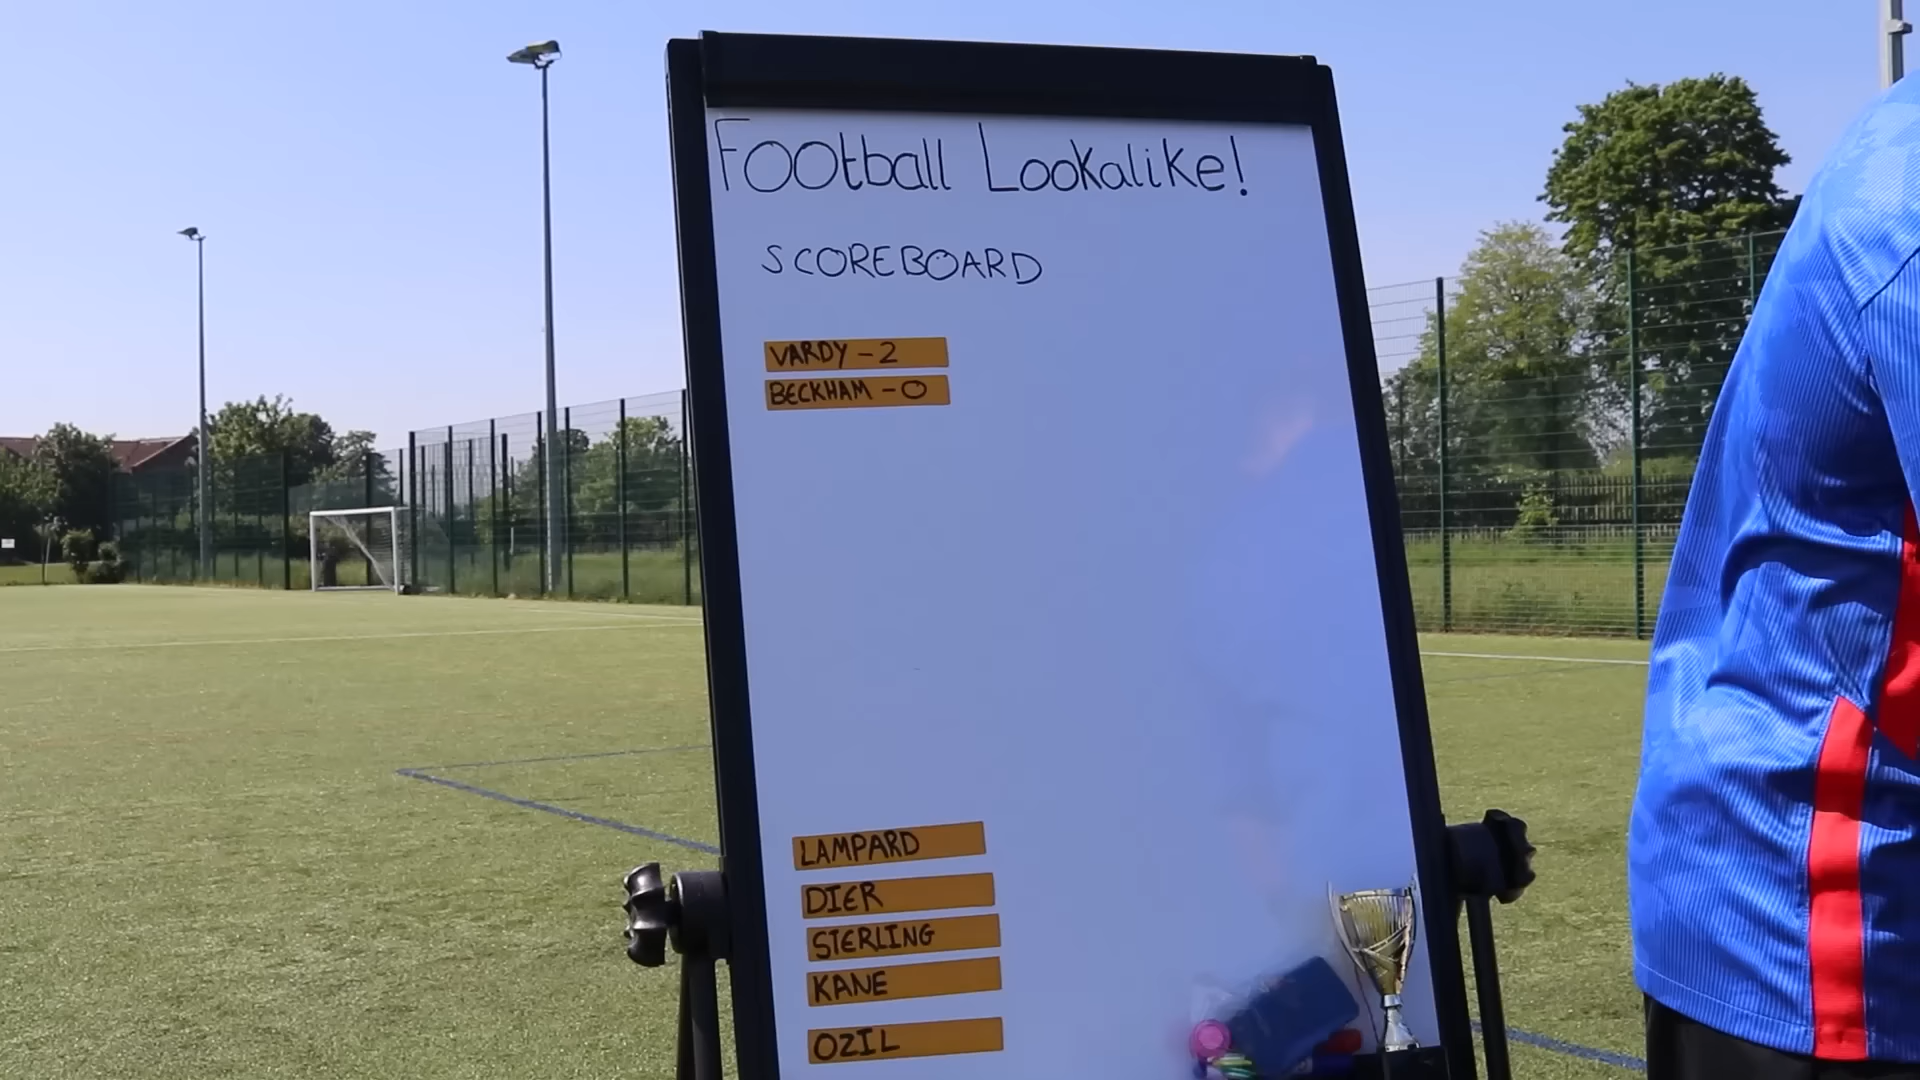 Football Lookalike!
SCOREBOARD
VARDY - 2
BECKHAM - 0
LAMPARD
DIER
STERLING
KANE
OZIL